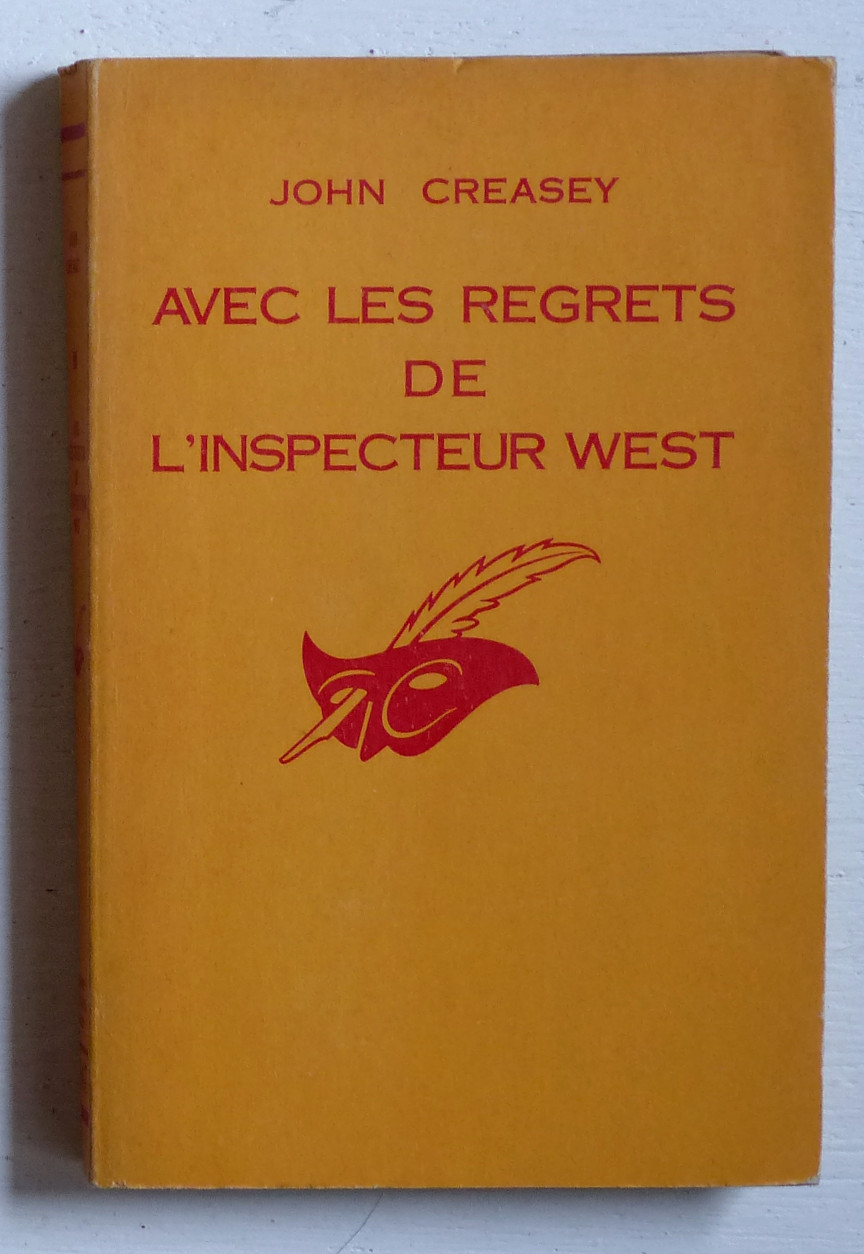 JOHN CREASEY
AVEC LES REGRETS
DE
L'INSPECTEUR WEST